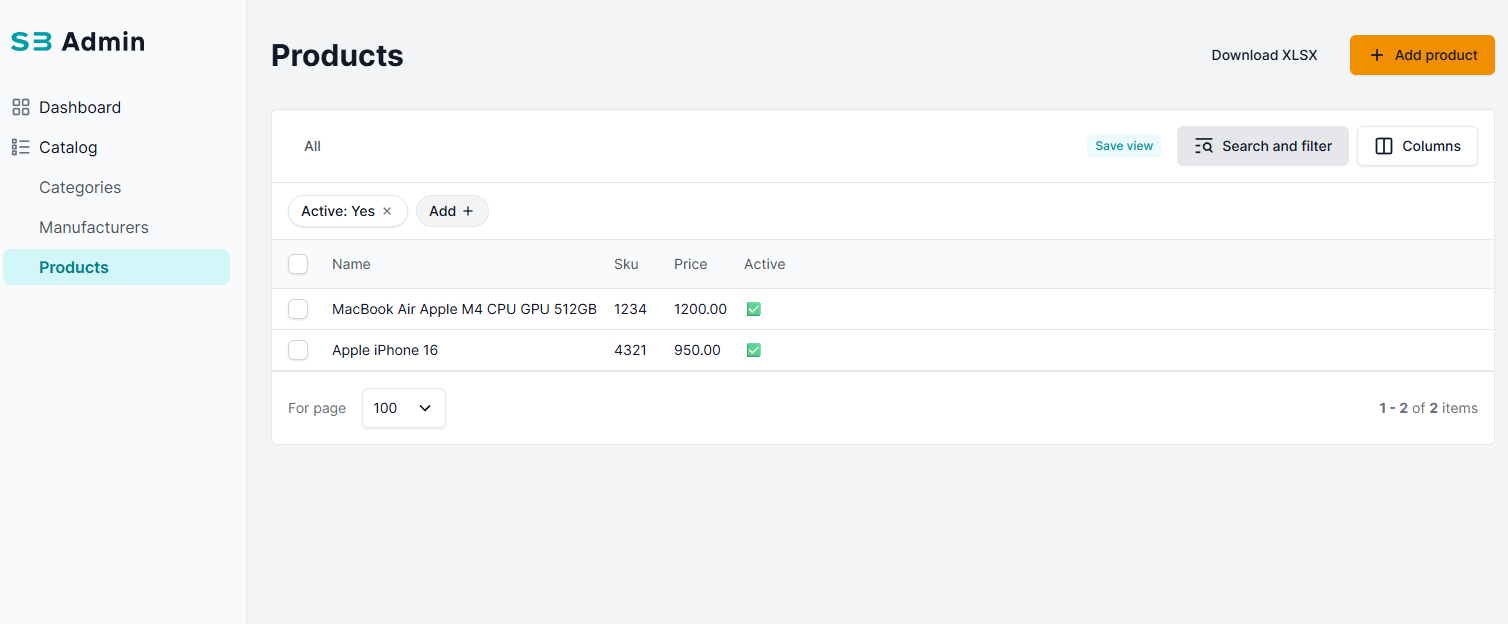 SB Admin
Dashboard
Catalog
Categories
Manufacturers
Products
Products
Download XLSX
Add product
All
Save view
Search and filter
Columns
Active: Yes
Add
Name Sku Price Active
MacBook Air Apple M4 CPU GPU 512GB 1234 1200.00
Apple iPhone 16 4321 950.00
For page 100
1 - 2 of 2 items